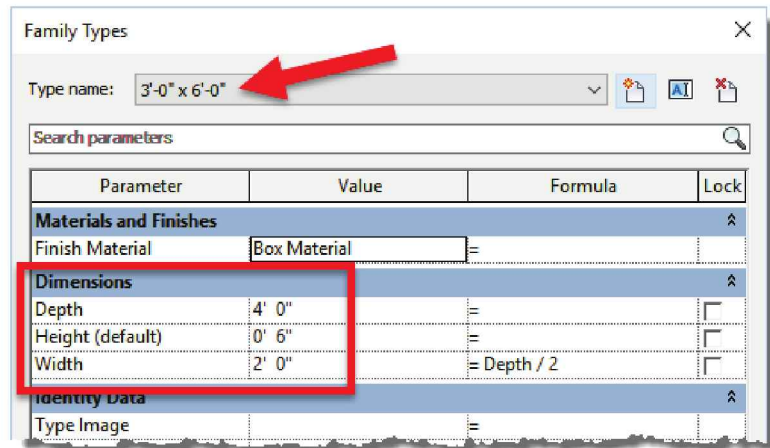 Family Types
Type name: 3'-0" x 6'-0"
Search parameters
Parameter Value Formula Lock
Materials and Finishes
Finish Material Box Material =
Dimensions
Depth 4' 0" =
Height (default) 0' 6" =
Width 2' 0" = Depth / 2
Identity Data
Type Image =